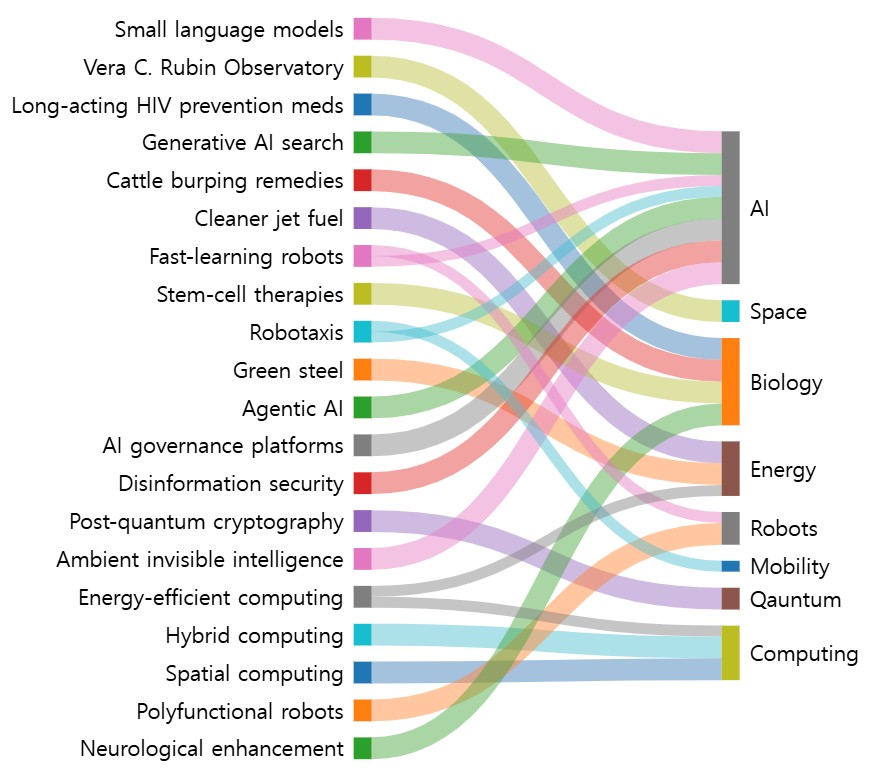 Small language models
Vera C. Rubin Observatory
Long-acting HIV prevention meds
Generative AI search
Cattle burping remedies
Cleaner jet fuel
Fast-learning robots
Stem-cell therapies
Robotaxis
Green steel
Agentic AI
AI governance platforms
Disinformation security
Post-quantum cryptography
Ambient invisible intelligence
Energy-efficient computing
Hybrid computing
Spatial computing
Polyfunctional robots
Neurological enhancement
AI
Space
Biology
Energy
Robots
Mobility
Qauntum
Computing